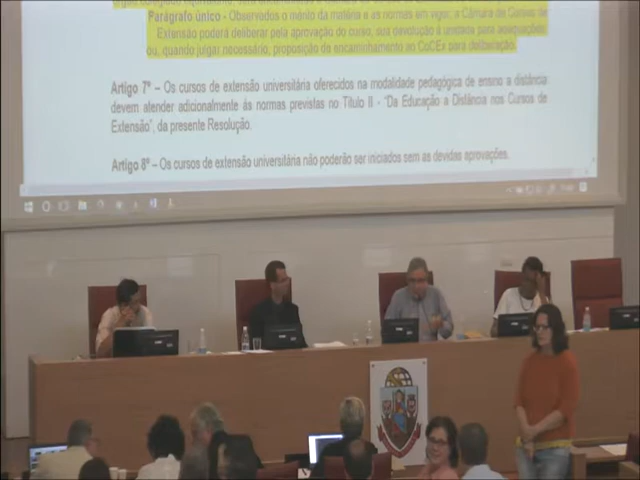 Parágrafo único - Observados o mérito da matéria e as normas em vigor, a Câmara de Cursos de
Extensão poderá deliberar pela aprovação do curso, sua devolução à unidade para adequações
ou, quando julgar necessário, proposição de encaminhamento ao CoCEx para deliberação.
Artigo 7º – Os cursos de extensão universitária oferecidos na modalidade pedagógica de ensino a distância
devem atender adicionalmente às normas previstas no Título II - “Da Educação a Distância nos Cursos de
Extensão”, da presente Resolução.
Artigo 8º – Os cursos de extensão universitária não poderão ser iniciados sem as devidas aprovações.